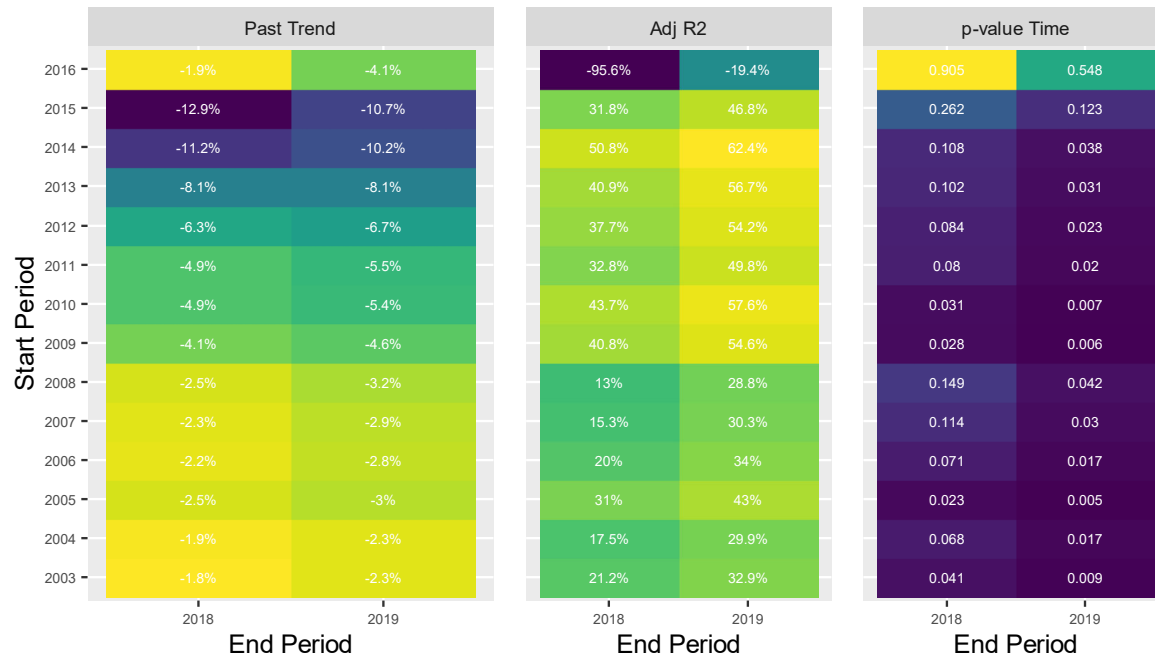 Past Trend Adj R2 p-value Time
Start Period
2016 -1.9% -4.1% -95.6% -19.4% 0.905 0.548
2015 -12.9% -10.7% 31.8% 46.8% 0.262 0.123
2014 -11.2% -10.2% 50.8% 62.4% 0.108 0.038
2013 -8.1% -8.1% 40.9% 56.7% 0.102 0.031
2012 -6.3% -6.7% 37.7% 54.2% 0.084 0.023
2011 -4.9% -5.5% 32.8% 49.8% 0.08 0.02
2010 -4.9% -5.4% 43.7% 57.6% 0.031 0.007
2009 -4.1% -4.6% 40.8% 54.6% 0.028 0.006
2008 -2.5% -3.2% 13% 28.8% 0.149 0.042
2007 -2.3% -2.9% 15.3% 30.3% 0.114 0.03
2006 -2.2% -2.8% 20% 34% 0.071 0.017
2005 -2.5% -3% 31% 43% 0.023 0.005
2004 -1.9% -2.3% 17.5% 29.9% 0.068 0.017
2003 -1.8% -2.3% 21.2% 32.9% 0.041 0.009
2018 2019 2018 2019 2018 2019
End Period End Period End Period